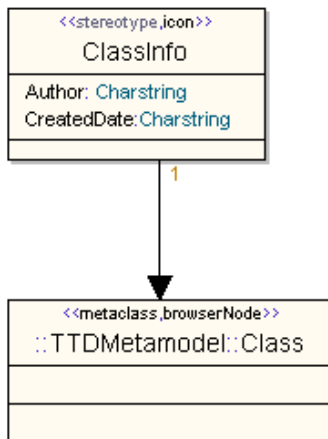 <<stereotype,icon>>
ClassInfo
Author: Charstring
CreatedDate:Charstring
1
<<metaclass,browserNode>>
::TTDMetamodel::Class